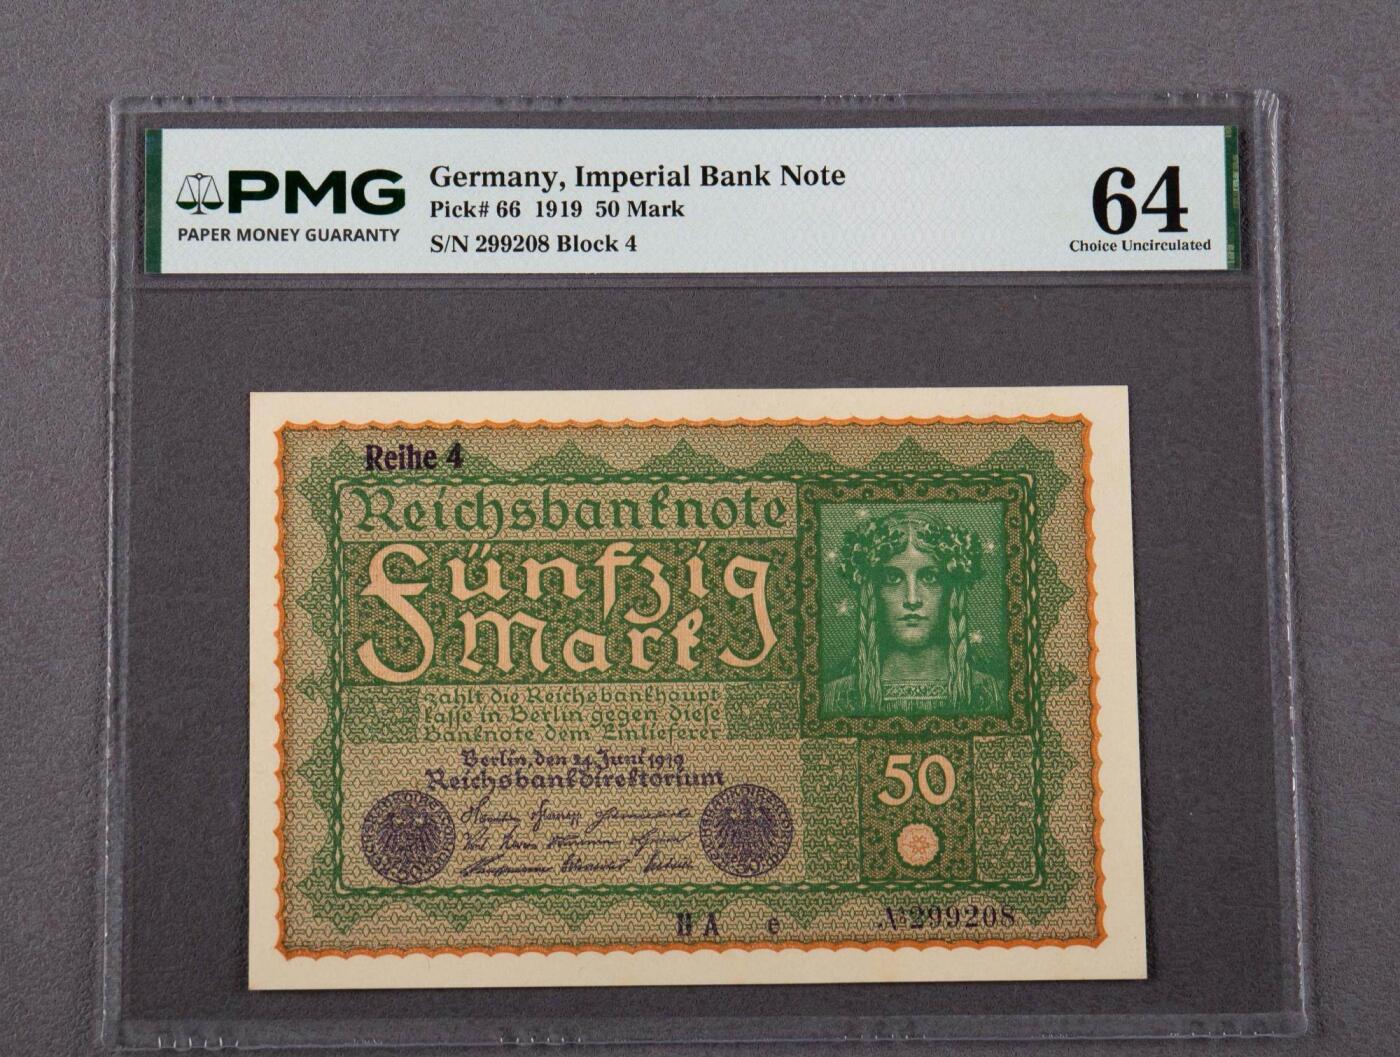 PMG
PAPER MONEY GUARANTY
Germany, Imperial Bank Note
Pick# 66 1919 50 Mark
S/N 299208 Block 4
64
Choice Uncirculated
Reihe 4
Reichsbanknote
Fünfzig
Mark
zahlt die Reichsbankhaupt
kasse in Berlin gegen diese
Banknote dem Einlieferer
Berlin, den 24. Juni 1919
Reichsbankdirektorium
50
A e
№299208